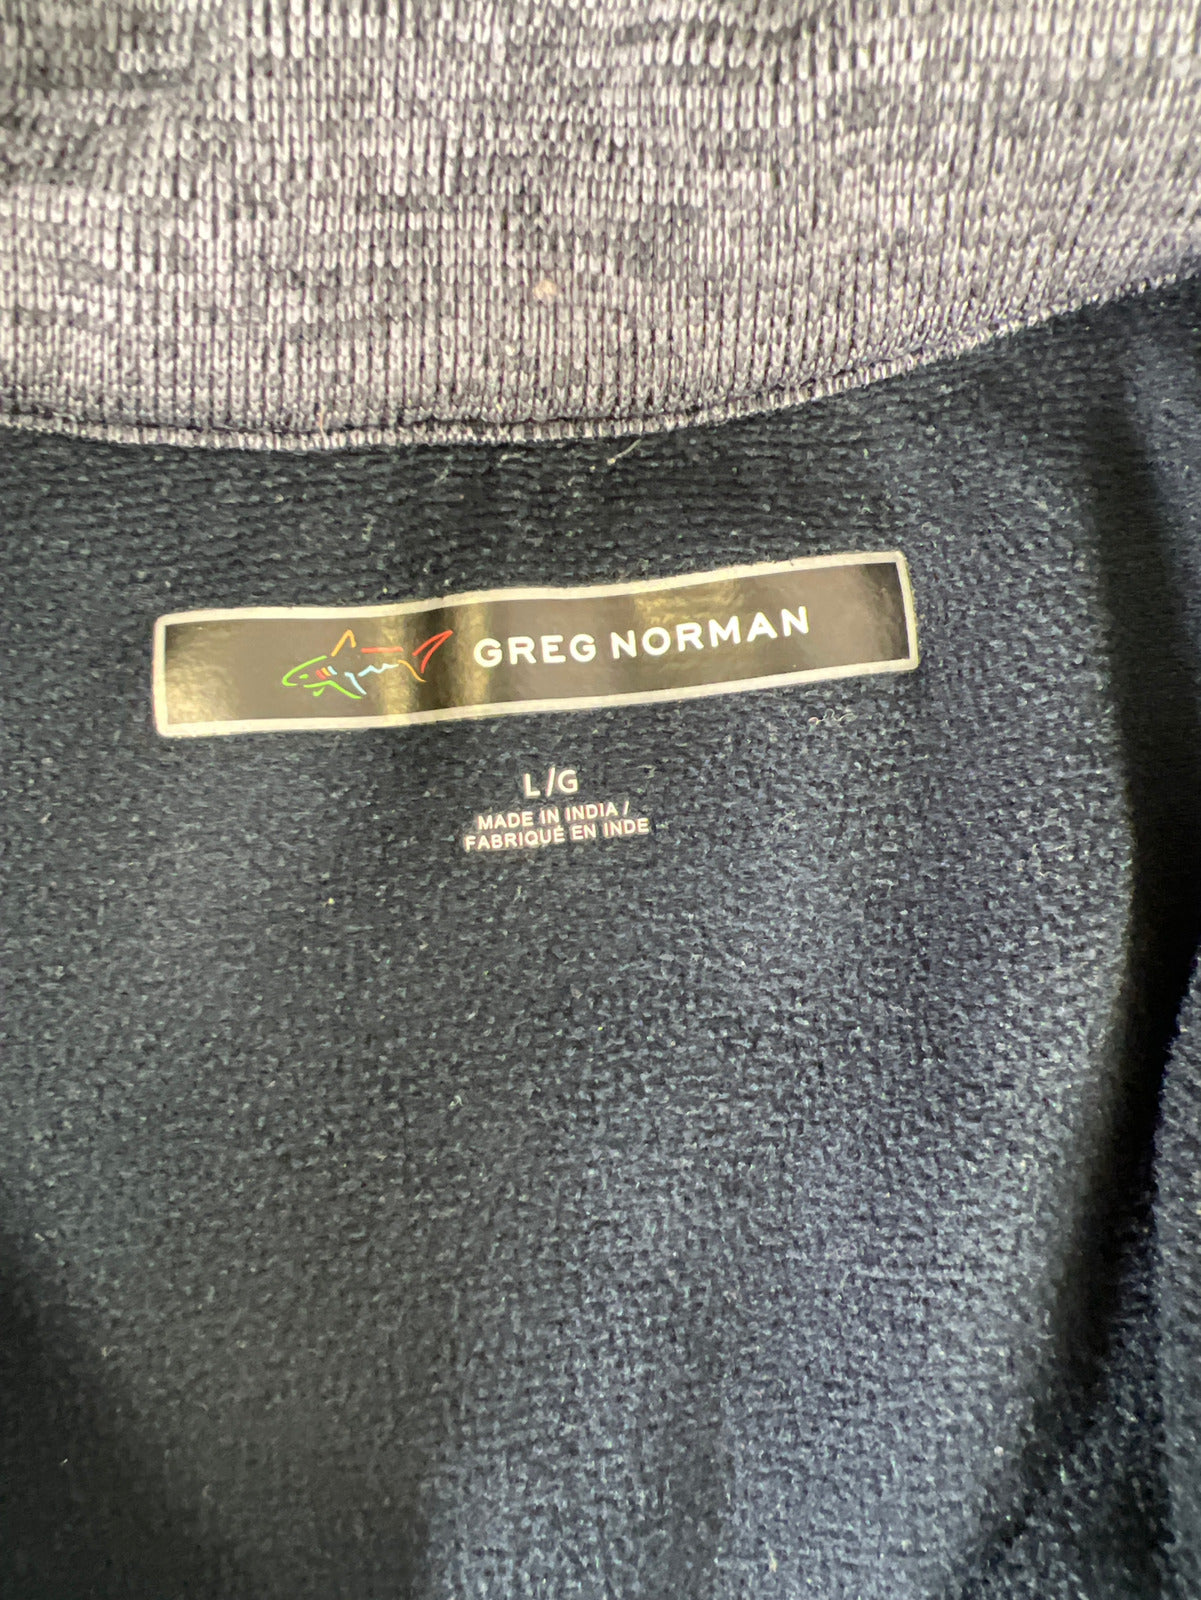 GREG NORMAN
L/G
MADE IN INDIA /
FABRIQUÉ EN INDE